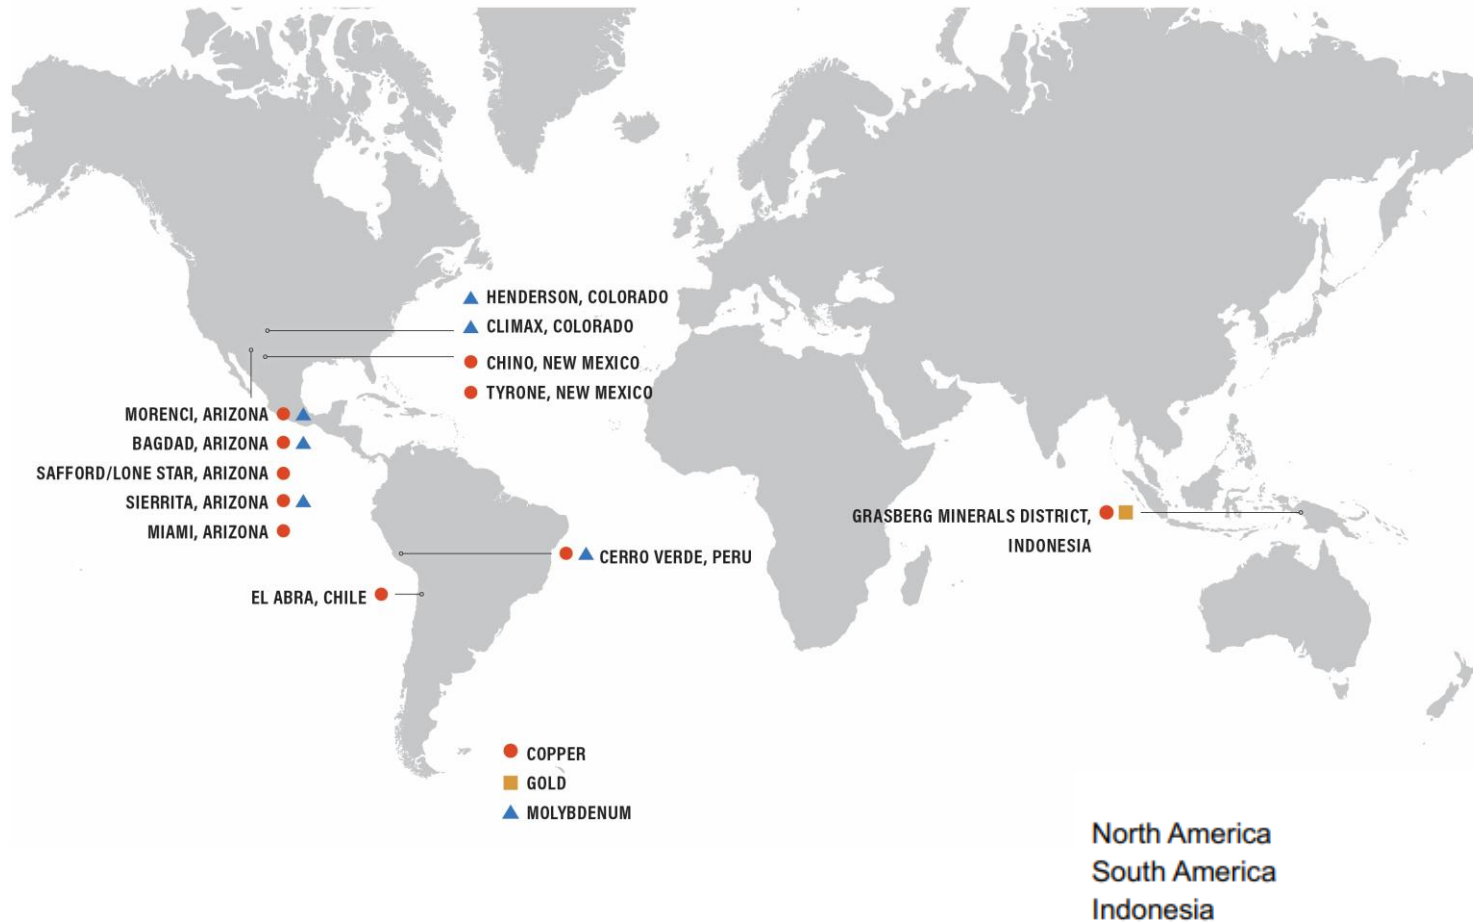 HENDERSON, COLORADO
CLIMAX, COLORADO
CHINO, NEW MEXICO
TYRONE, NEW MEXICO
MORENCI, ARIZONA
BAGDAD, ARIZONA
SAFFORD/LONE STAR, ARIZONA
SIERRITA, ARIZONA
MIAMI, ARIZONA
GRASBERG MINERALS DISTRICT,
INDONESIA
CERRO VERDE, PERU
EL ABRA, CHILE
COPPER
GOLD
MOLYBDENUM
North America
South America
Indonesia